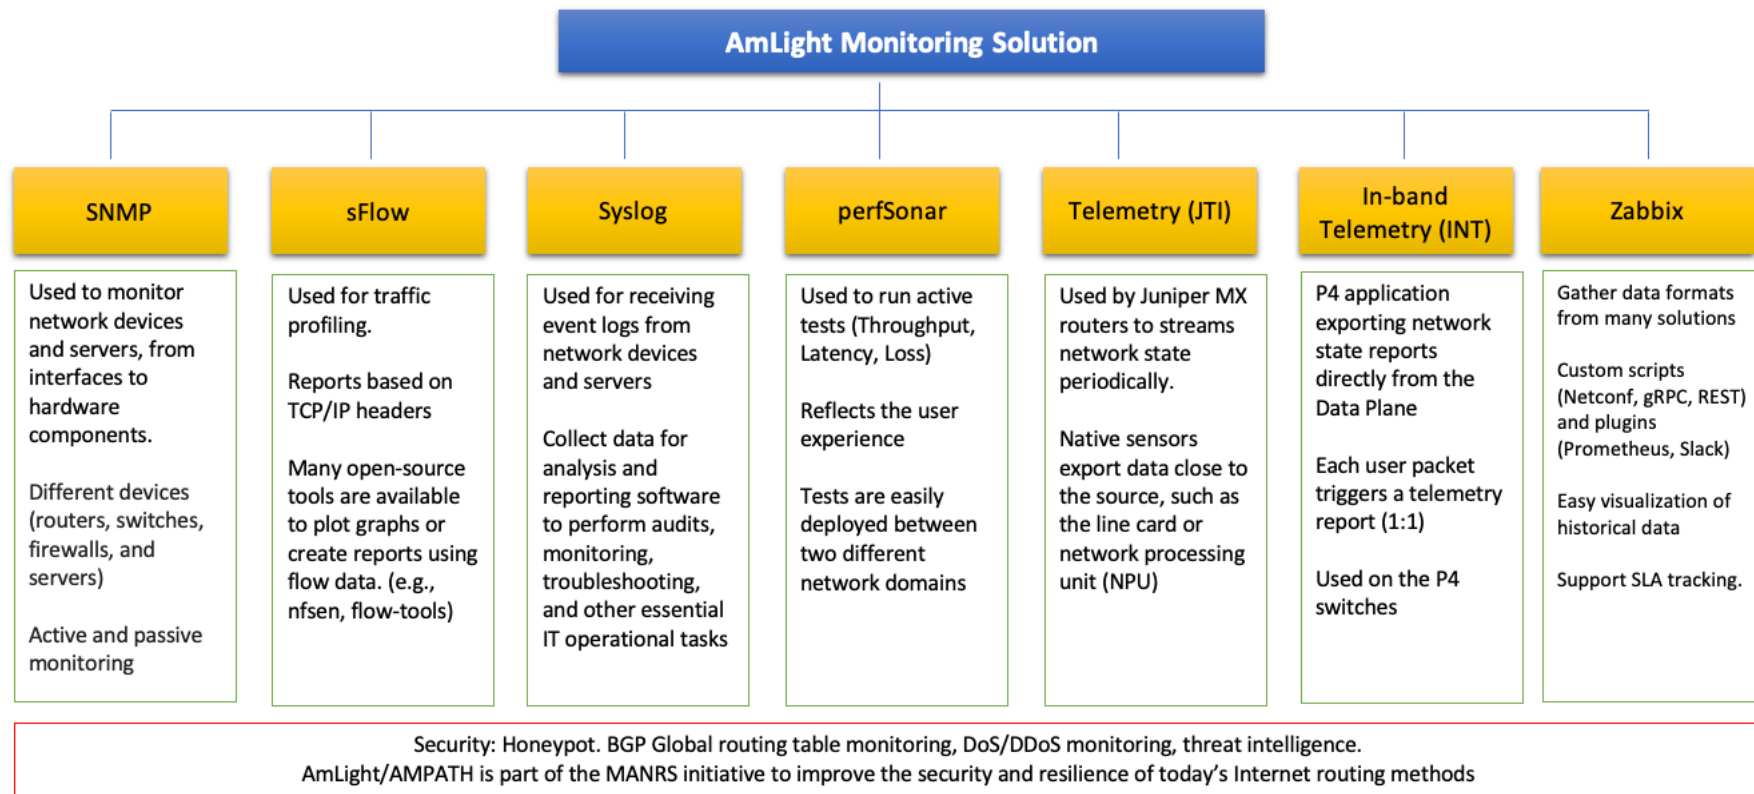 AmLight Monitoring Solution
SNMP
Used to monitor
network devices
and servers, from
interfaces to
hardware
components.
Different devices
(routers, switches,
firewalls, and
servers)
Active and passive
monitoring
sFlow
Used for traffic
profiling.
Reports based on
TCP/IP headers
Many open-source
tools are available
to plot graphs or
create reports using
flow data. (e.g.,
nfsen, flow-tools)
Syslog
Used for receiving
event logs from
network devices
and servers
Collect data for
analysis and
reporting software
to perform audits,
monitoring,
troubleshooting,
and other essential
IT operational tasks
perfSonar
Used to run active
tests (Throughput,
Latency, Loss)
Reflects the user
experience
Tests are easily
deployed between
two different
network domains
Telemetry (JTI)
Used by Juniper MX
routers to streams
network state
periodically.
Native sensors
export data close to
the source, such as
the line card or
network processing
unit (NPU)
In-band
Telemetry (INT)
P4 application
exporting network
state reports
directly from the
Data Plane
Each user packet
triggers a telemetry
report (1:1)
Used on the P4
switches
Zabbix
Gather data formats
from many solutions
Custom scripts
(Netconf, gRPC, REST)
and plugins
(Prometheus, Slack)
Easy visualization of
historical data
Support SLA tracking.
Security: Honeypot. BGP Global routing table monitoring, DoS/DDoS monitoring, threat intelligence.
AmLight/AMPATH is part of the MANRS initiative to improve the security and resilience of today's Internet routing methods